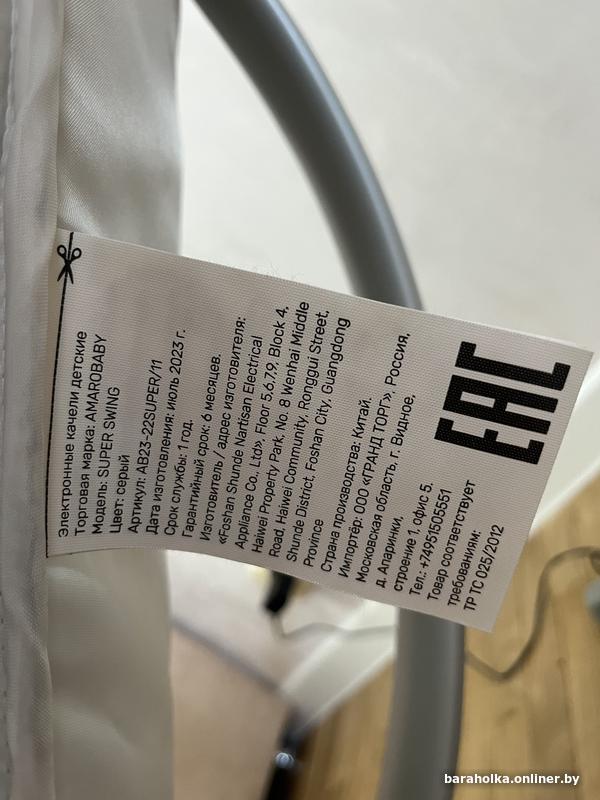 Электронные качели детские
Торговая марка: AMAROBABY
Модель: SUPER SWING
Цвет: серый
Артикул: AB23-22SUPER/11
Дата изготовления: июль 2023 г.
Срок службы: 1 год.
Гарантийный срок: 6 месяцев.
Изготовитель / адрес изготовителя:
«Foshan Shunde Nartisan Electrical
Appliance Co., Ltd», Floor 5,6,7,9, Block 4,
Haiwei Property Park, No. 8 Wenhai Middle
Road, Haiwei Community, Ronggui Street,
Shunde District, Foshan City, Guangdong
Province
Страна производства: Китай.
Импортёр: ООО «ГРАНД ТОРГ», Россия,
Московская область, г. Видное,
д. Апаринки,
строение 1, офис 5,
Тел.: +74951505551
Товар соответствует
требованиям:
ТР ТС 025/2012
EAC
baraholka.onliner.by